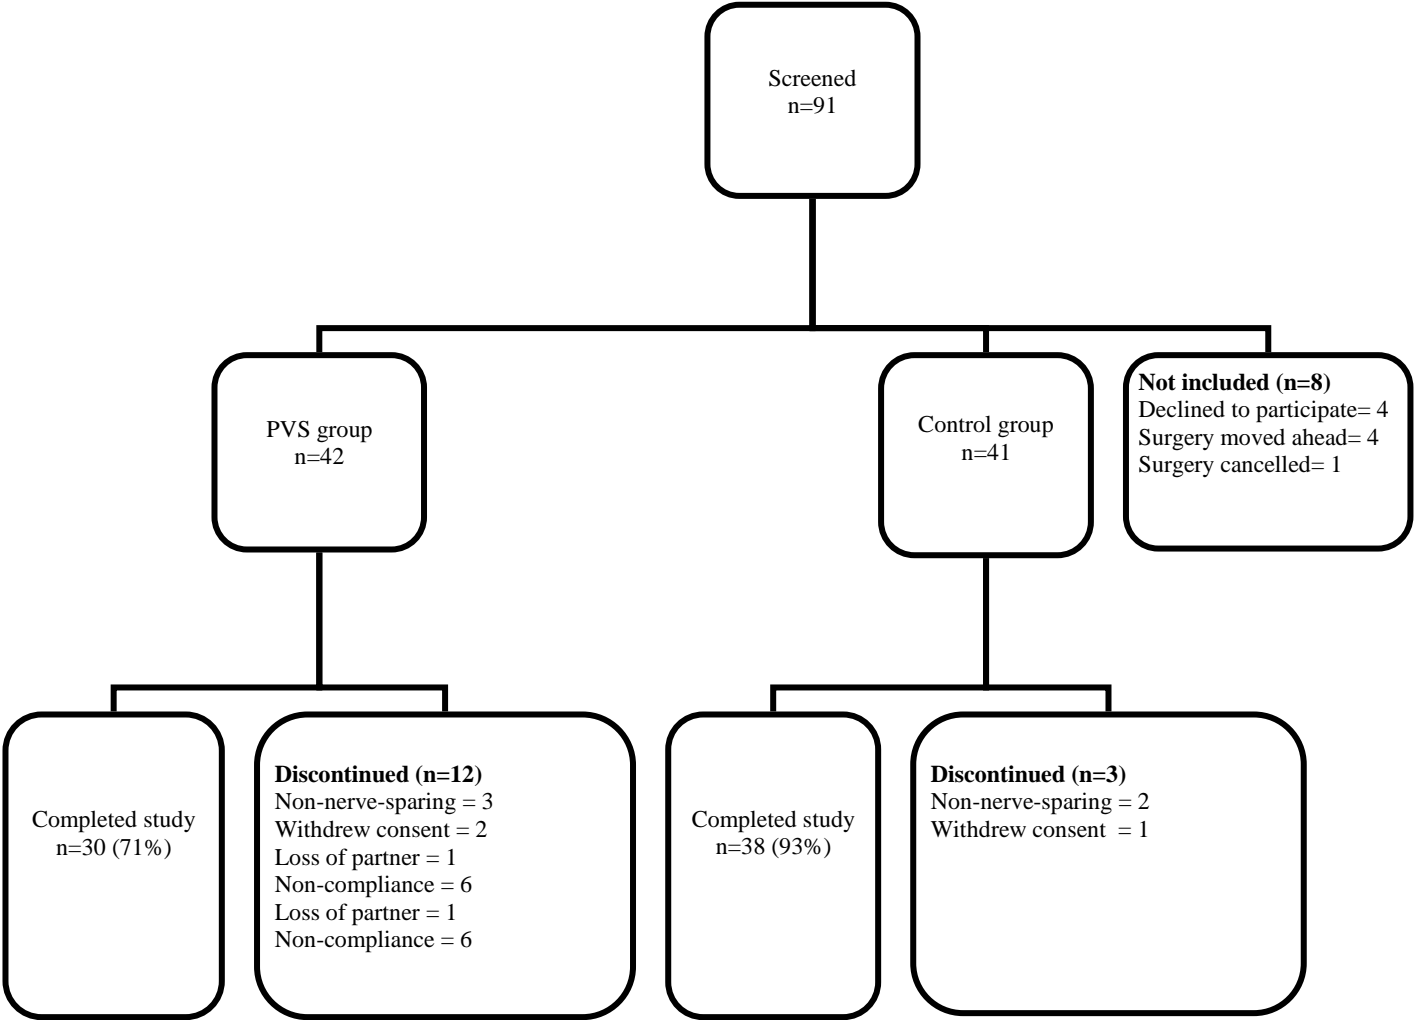 Screened
n=91
PVS group
n=42
Control group
n=41
Not included (n=8)
Declined to participate= 4
Surgery moved ahead= 4
Surgery cancelled= 1
Completed study
n=30 (71%)
Discontinued (n=12)
Non-nerve-sparing = 3
Withdrew consent = 2
Loss of partner = 1
Non-compliance = 6
Loss of partner = 1
Non-compliance = 6
Completed study
n=38 (93%)
Discontinued (n=3)
Non-nerve-sparing = 2
Withdrew consent  = 1